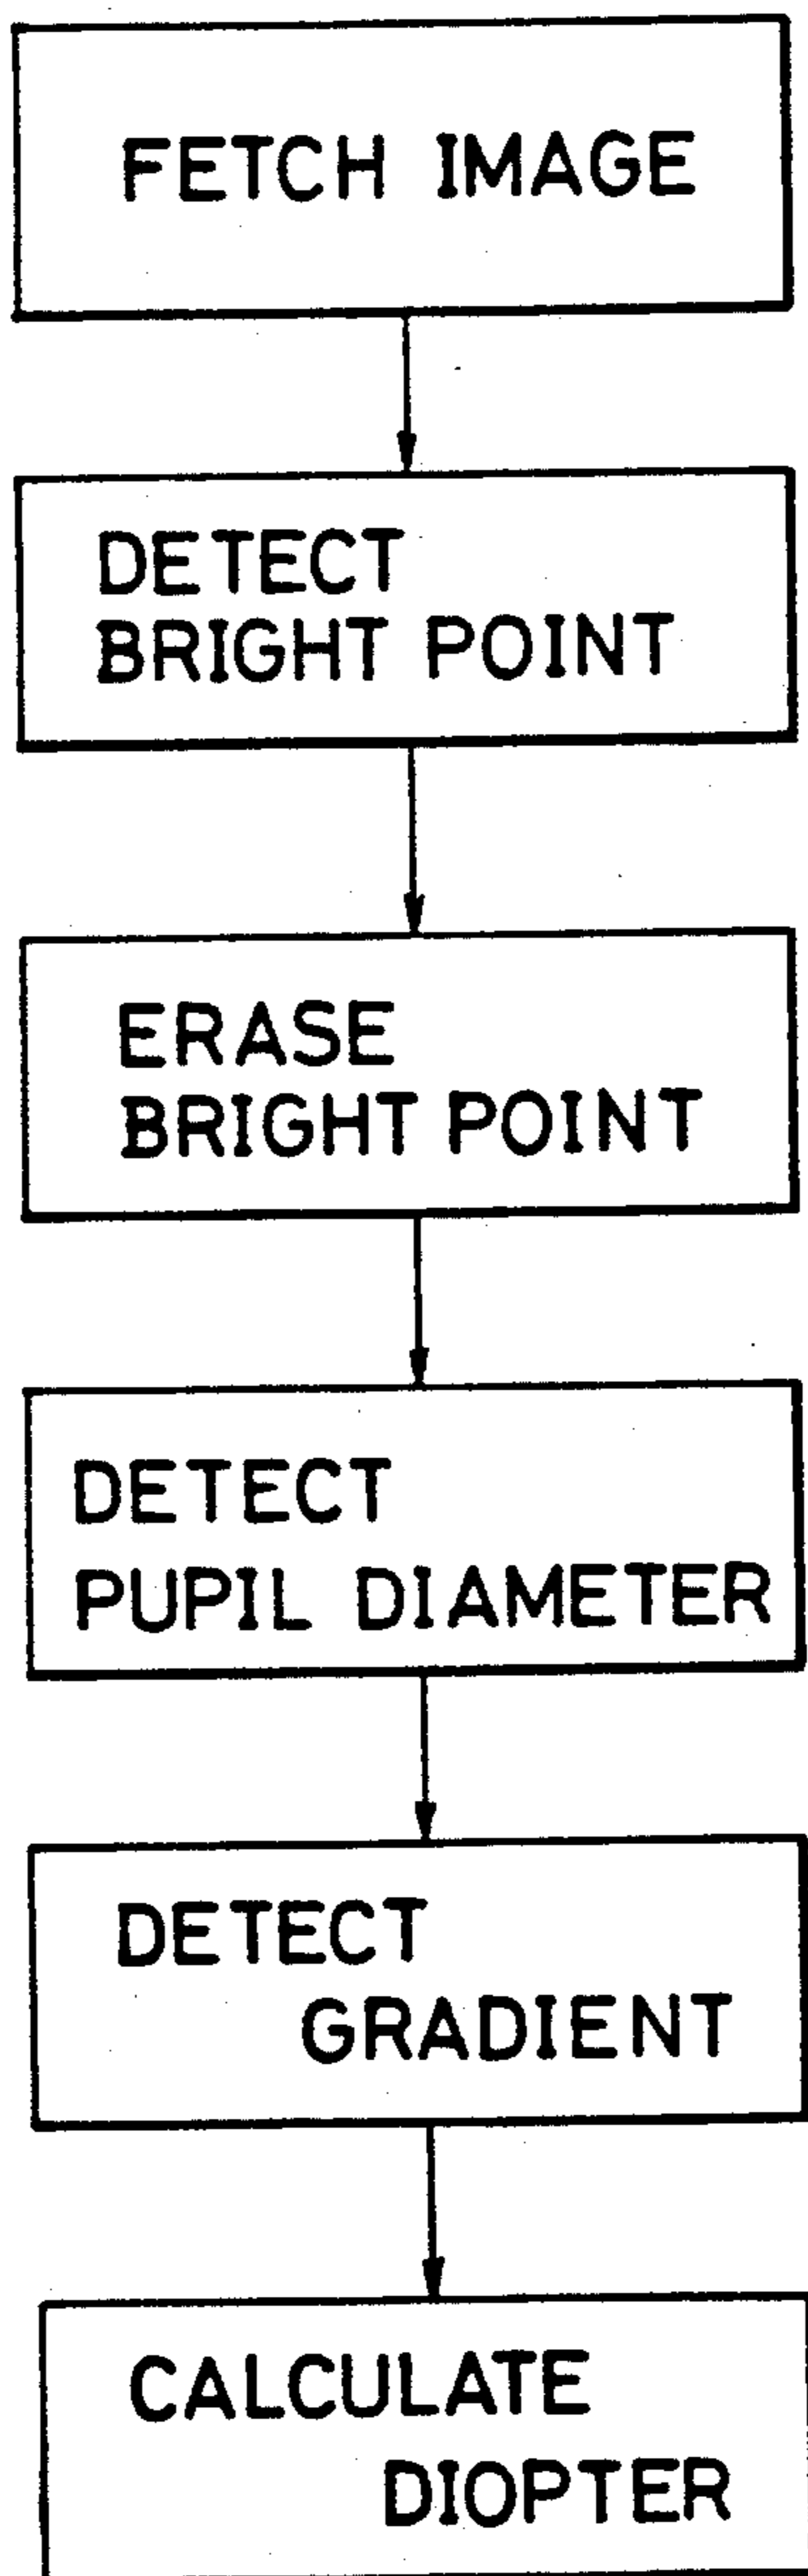 FETCH IMAGE
DETECT
BRIGHT POINT
ERASE
BRIGHT POINT
DETECT
PUPIL DIAMETER
DETECT
GRADIENT
CALCULATE
DIOPTER